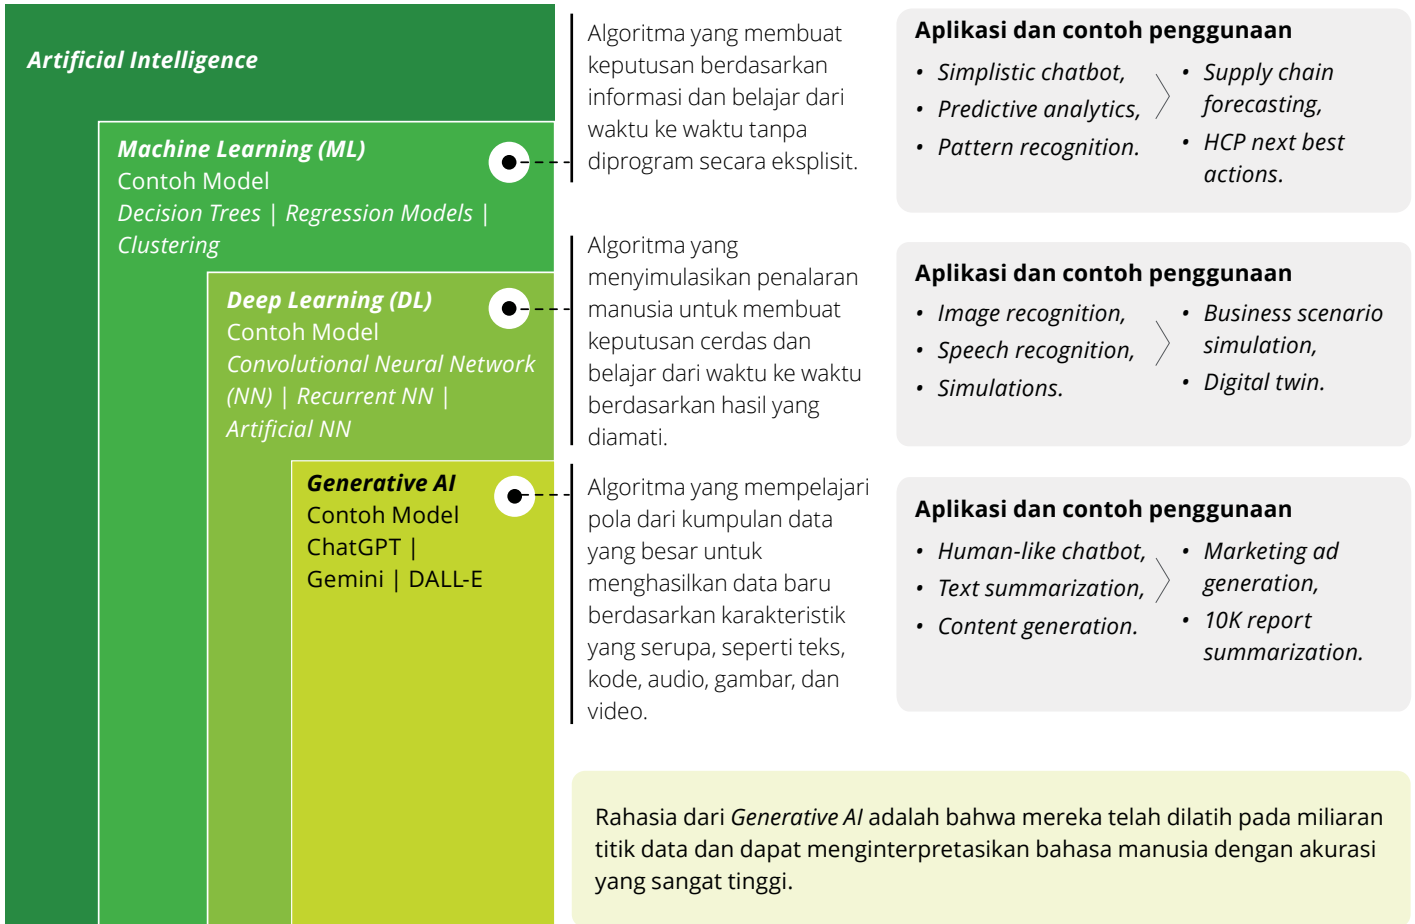 Artificial Intelligence
Machine Learning (ML)
Contoh Model
Decision Trees | Regression Models |
Clustering
Algoritma yang membuat
keputusan berdasarkan
informasi dan belajar dari
waktu ke waktu tanpa
diprogram secara eksplisit.
Aplikasi dan contoh penggunaan
• Simplistic chatbot,
• Predictive analytics,
• Pattern recognition.
• Supply chain
forecasting,
• HCP next best
actions.
Deep Learning (DL)
Contoh Model
Convolutional Neural Network
(NN) | Recurrent NN |
Artificial NN
Algoritma yang
menyimulasikan penalaran
manusia untuk membuat
keputusan cerdas dan
belajar dari waktu ke waktu
berdasarkan hasil yang
diamati.
Aplikasi dan contoh penggunaan
• Image recognition,
• Speech recognition,
• Simulations.
• Business scenario
simulation,
• Digital twin.
Generative AI
Contoh Model
ChatGPT |
Gemini | DALL-E
Algoritma yang mempelajari
pola dari kumpulan data
yang besar untuk
menghasilkan data baru
berdasarkan karakteristik
yang serupa, seperti teks,
kode, audio, gambar, dan
video.
Aplikasi dan contoh penggunaan
• Human-like chatbot,
• Text summarization,
• Content generation.
• Marketing ad
generation,
• 10K report
summarization.
Rahasia dari Generative AI adalah bahwa mereka telah dilatih pada miliaran
titik data dan dapat menginterpretasikan bahasa manusia dengan akurasi
yang sangat tinggi.